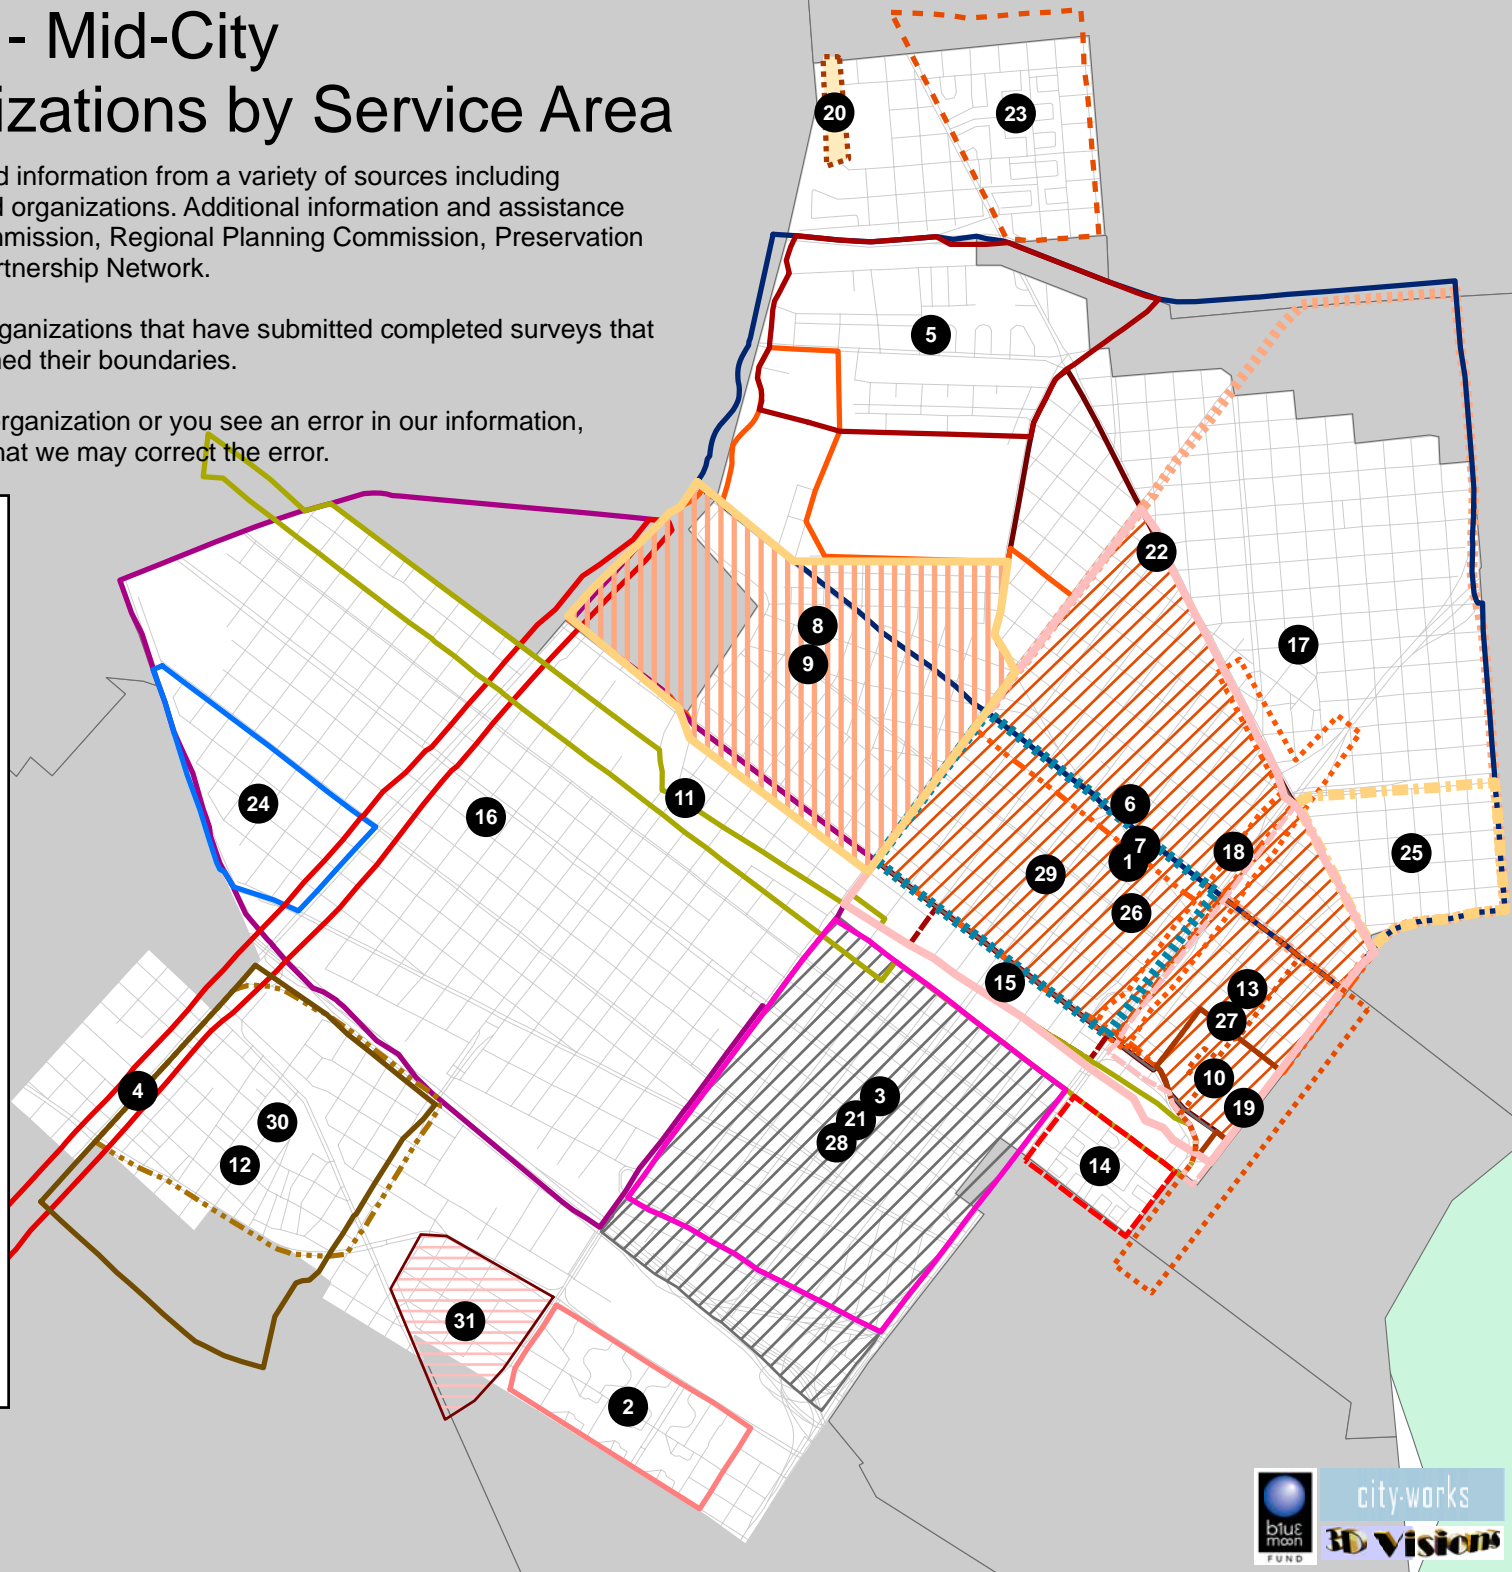 - Mid-City
izations by Service Area
d information from a variety of sources including
d organizations. Additional information and assistance
mmission, Regional Planning Commission, Preservation
rtnership Network.
ganizations that have submitted completed surveys that
ned their boundaries.
organization or you see an error in our information,
hat we may correct the error.
20
23
5
22
8
9
17
24
16
11
6
7
1
18
25
29
26
15
13
27
10
19
4
30
12
3
21
28
14
31
2
blue
moon
FUND
city·works
3D Visions